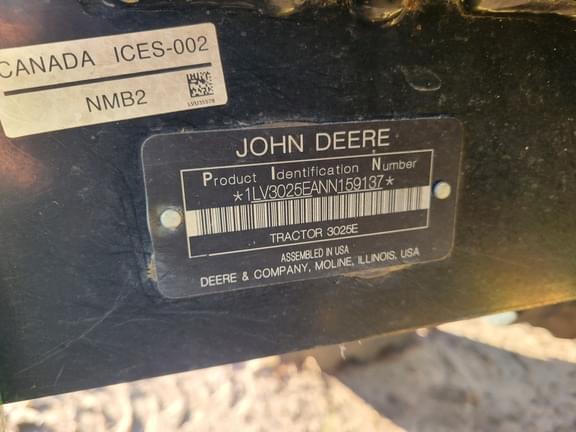 CANADA ICES-002
NMB2
JOHN DEERE
Product Identification Number
*1LV3025EANN159137*
TRACTOR 3025E
ASSEMBLED IN USA
DEERE & COMPANY, MOLINE, ILLINOIS, USA